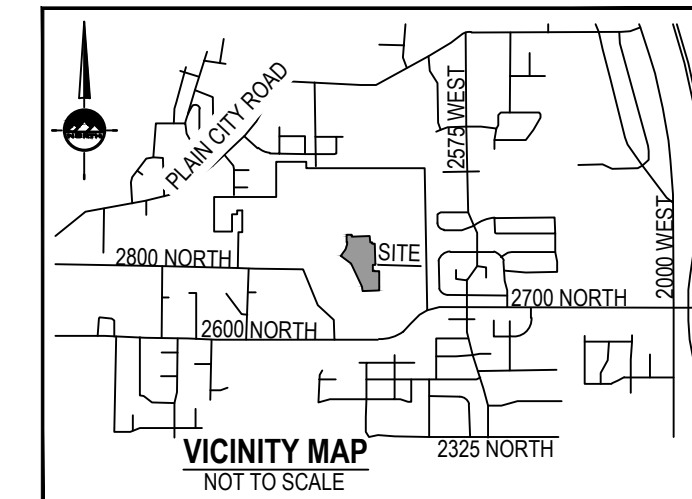 PLAIN CITY ROAD
2575 WEST
2000 WEST
2800 NORTH
SITE
2700 NORTH
2600 NORTH
2325 NORTH
VICINITY MAP
NOT TO SCALE